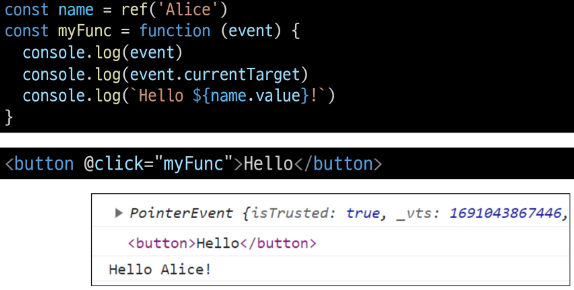 const name = ref('Alice')
const myFunc = function (event) {
  console.log(event)
  console.log(event.currentTarget)
  console.log(`Hello ${name.value}!`)
}
<button @click="myFunc">Hello</button>
▶ PointerEvent {isTrusted: true, _vts: 1691043867446,
<button>Hello</button>
Hello Alice!